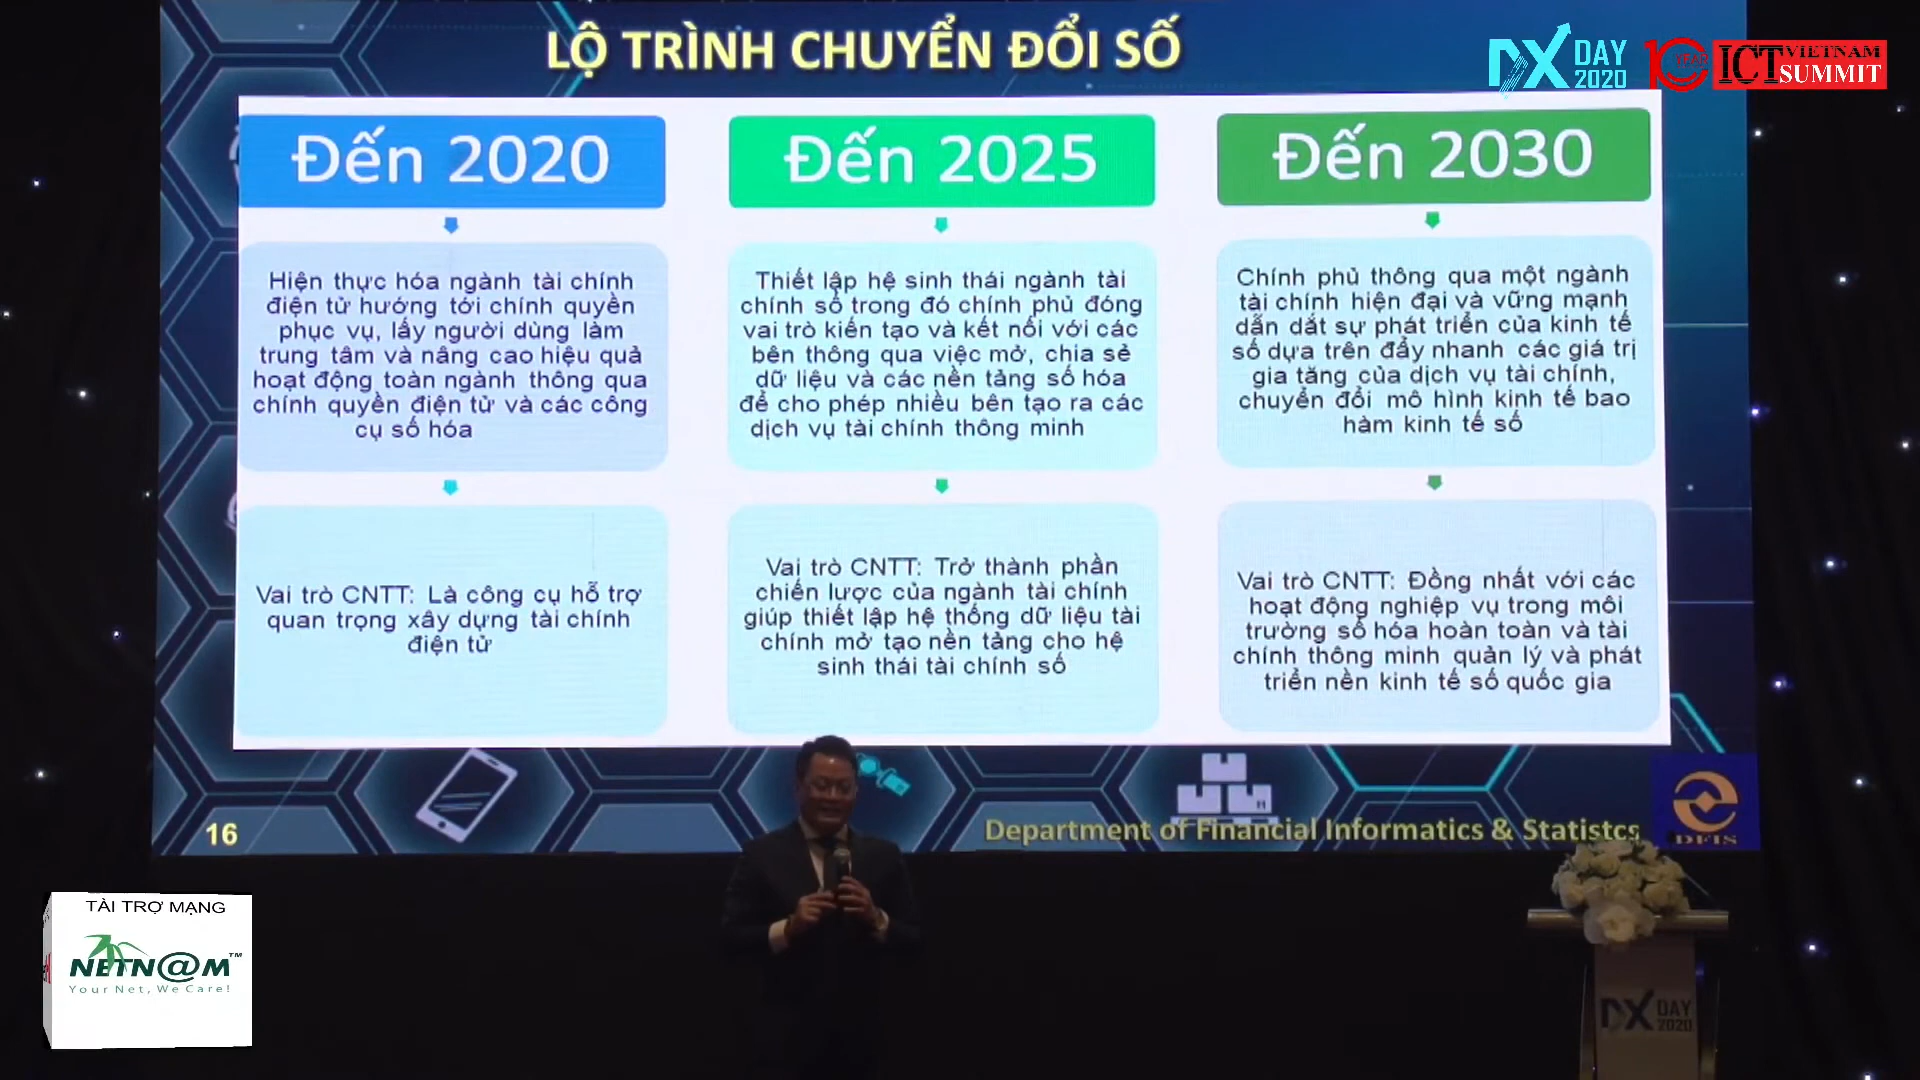 LỘ TRÌNH CHUYỂN ĐỔI SỐ
DX DAY 2020
10 YEAR ICT VIETNAM SUMMIT
Đến 2020
Hiện thực hóa ngành tài chính
điện tử hướng tới chính quyền
phục vụ, lấy người dùng làm
trung tâm và nâng cao hiệu quả
hoạt động toàn ngành thông qua
chính quyền điện tử và các công
cụ số hóa
Vai trò CNTT: Là công cụ hỗ trợ
quan trọng xây dựng tài chính
điện tử
Đến 2025
Thiết lập hệ sinh thái ngành tài
chính số trong đó chính phủ đóng
vai trò kiến tạo và kết nối với các
bên thông qua việc mở, chia sẻ
dữ liệu và các nền tảng số hóa
để cho phép nhiều bên tạo ra các
dịch vụ tài chính thông minh
Vai trò CNTT: Trở thành phần
chiến lược của ngành tài chính
giúp thiết lập hệ thống dữ liệu tài
chính mở tạo nền tảng cho hệ
sinh thái tài chính số
Đến 2030
Chính phủ thông qua một ngành
tài chính hiện đại và vững mạnh
dẫn dắt sự phát triển của kinh tế
số dựa trên đẩy nhanh các giá trị
gia tăng của dịch vụ tài chính,
chuyển đổi mô hình kinh tế bao
hàm kinh tế số
Vai trò CNTT: Đồng nhất với các
hoạt động nghiệp vụ trong môi
trường số hóa hoàn toàn và tài
chính thông minh quản lý và phát
triển nền kinh tế số quốc gia
16
Department of Financial Informatics & Statistcs
DFIS
TÀI TRỢ MẠNG
NETN@M™
Your Net, We Care!
DX DAY 2020